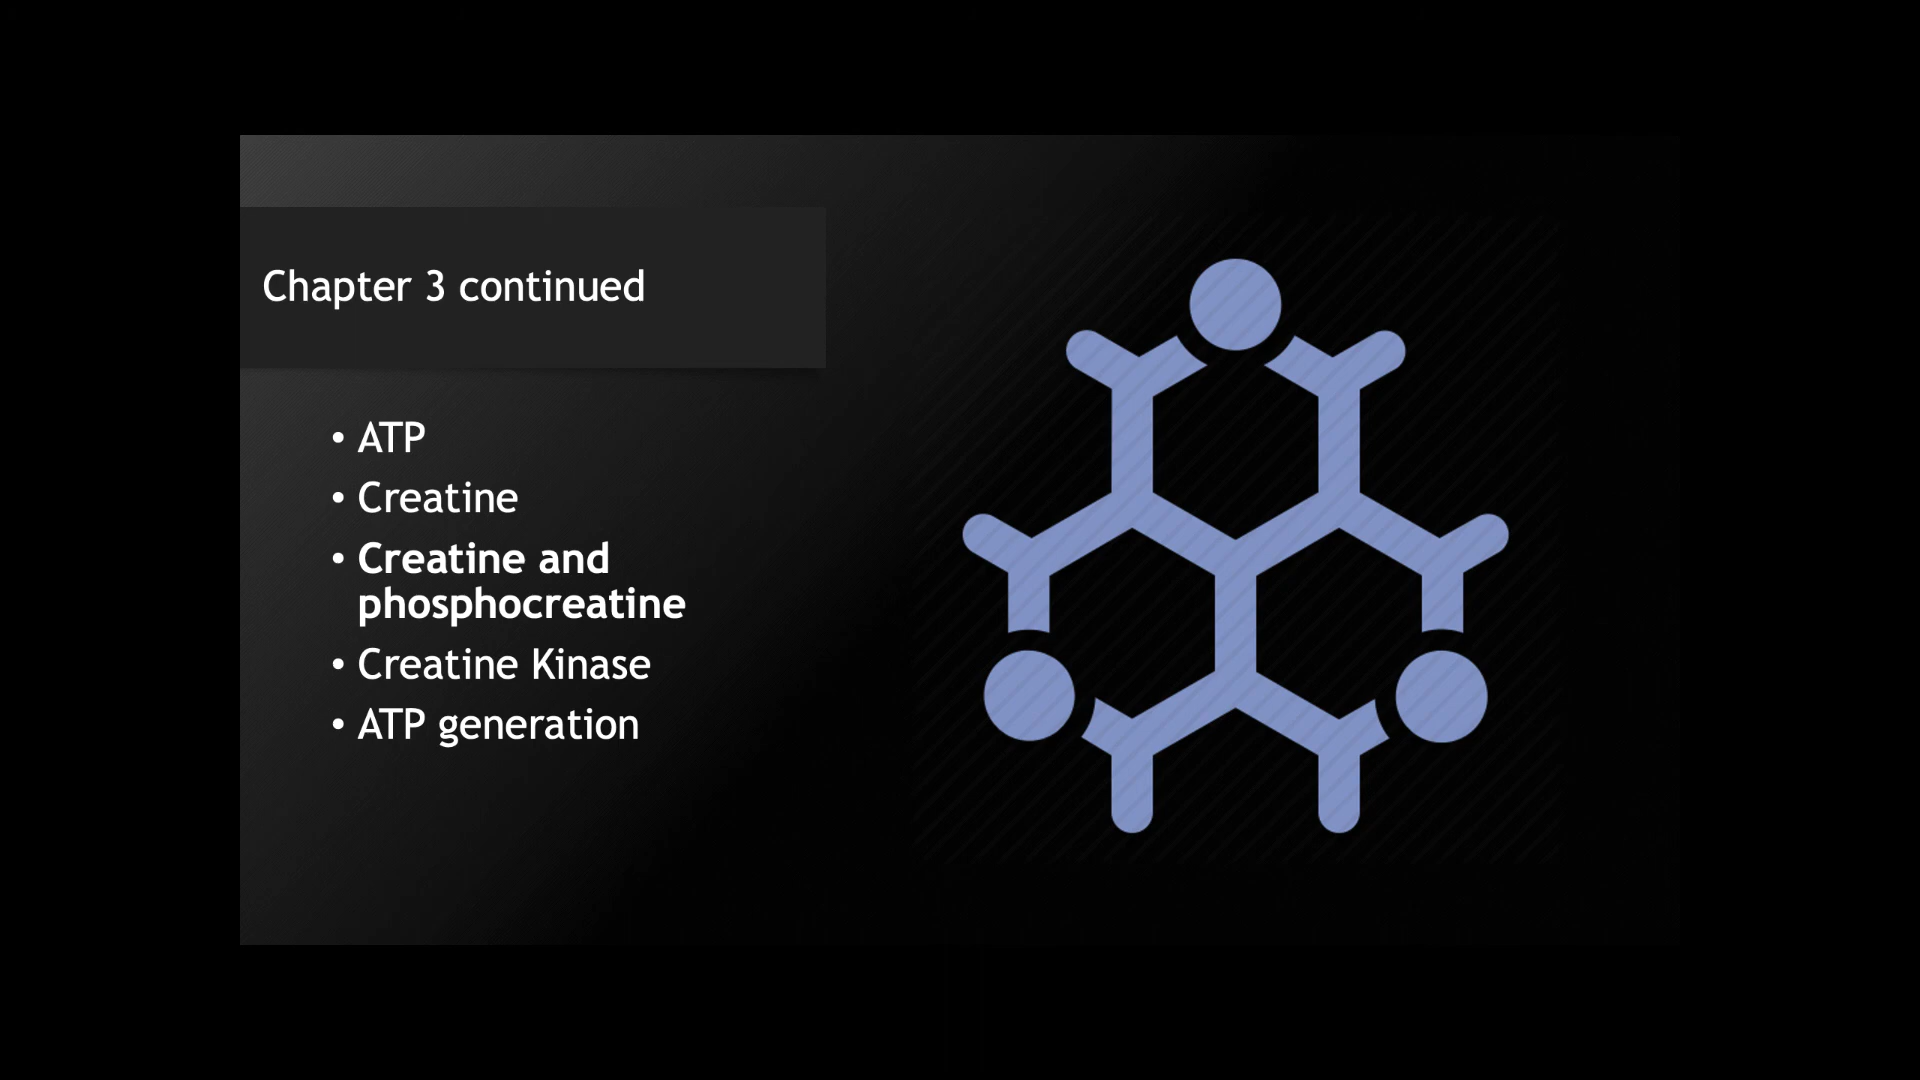 Chapter 3 continued
• ATP
• Creatine
• Creatine and
phosphocreatine
• Creatine Kinase
• ATP generation